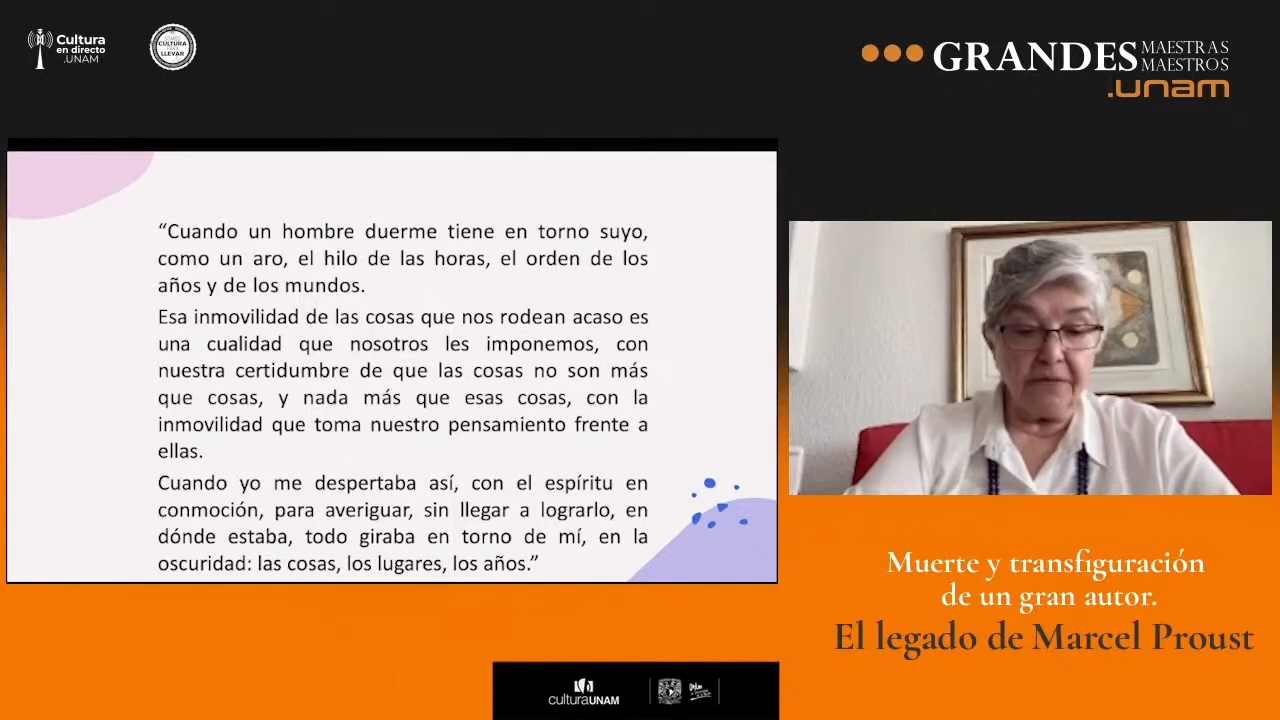 Cultura
en directo
.UNAM
CULTURA
LLEVAR
GRANDES MAESTRAS
MAESTROS
.unam
“Cuando un hombre duerme tiene en torno suyo,
como un aro, el hilo de las horas, el orden de los
años y de los mundos.
Esa inmovilidad de las cosas que nos rodean acaso es
una cualidad que nosotros les imponemos, con
nuestra certidumbre de que las cosas no son más
que cosas, y nada más que esas cosas, con la
inmovilidad que toma nuestro pensamiento frente a
ellas.
Cuando yo me despertaba así, con el espíritu en
conmoción, para averiguar, sin llegar a lograrlo, en
dónde estaba, todo giraba en torno de mí, en la
oscuridad: las cosas, los lugares, los años.”
Muerte y transfiguración
de un gran autor.
El legado de Marcel Proust
culturaUNAM